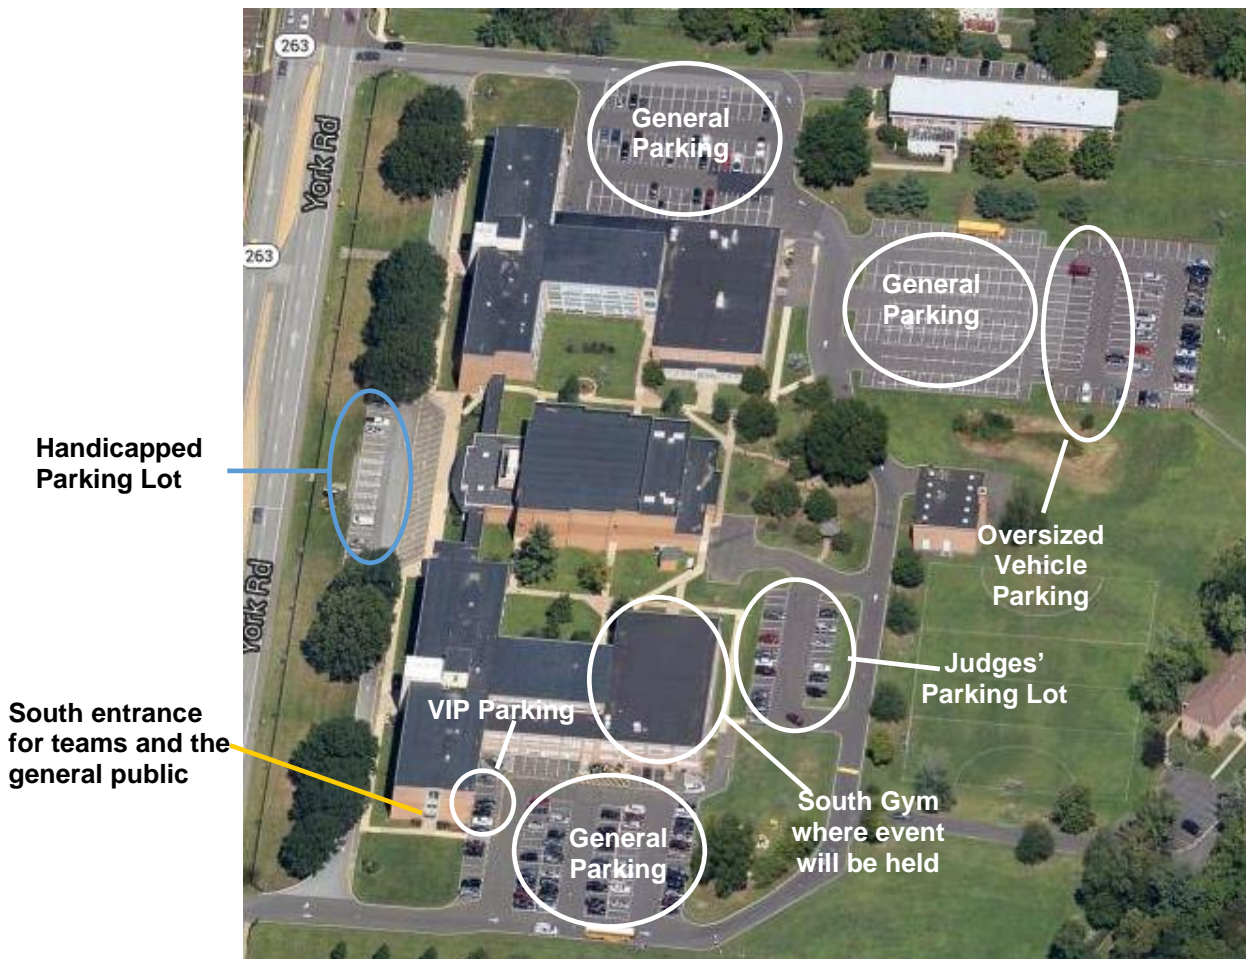 263
General
Parking
York Rd
263
General
Parking
Handicapped
Parking Lot
Oversized
Vehicle
Parking
York Rd
Judges’
Parking Lot
VIP Parking
South entrance
for teams and the
general public
South Gym
where event
will be held
General
Parking